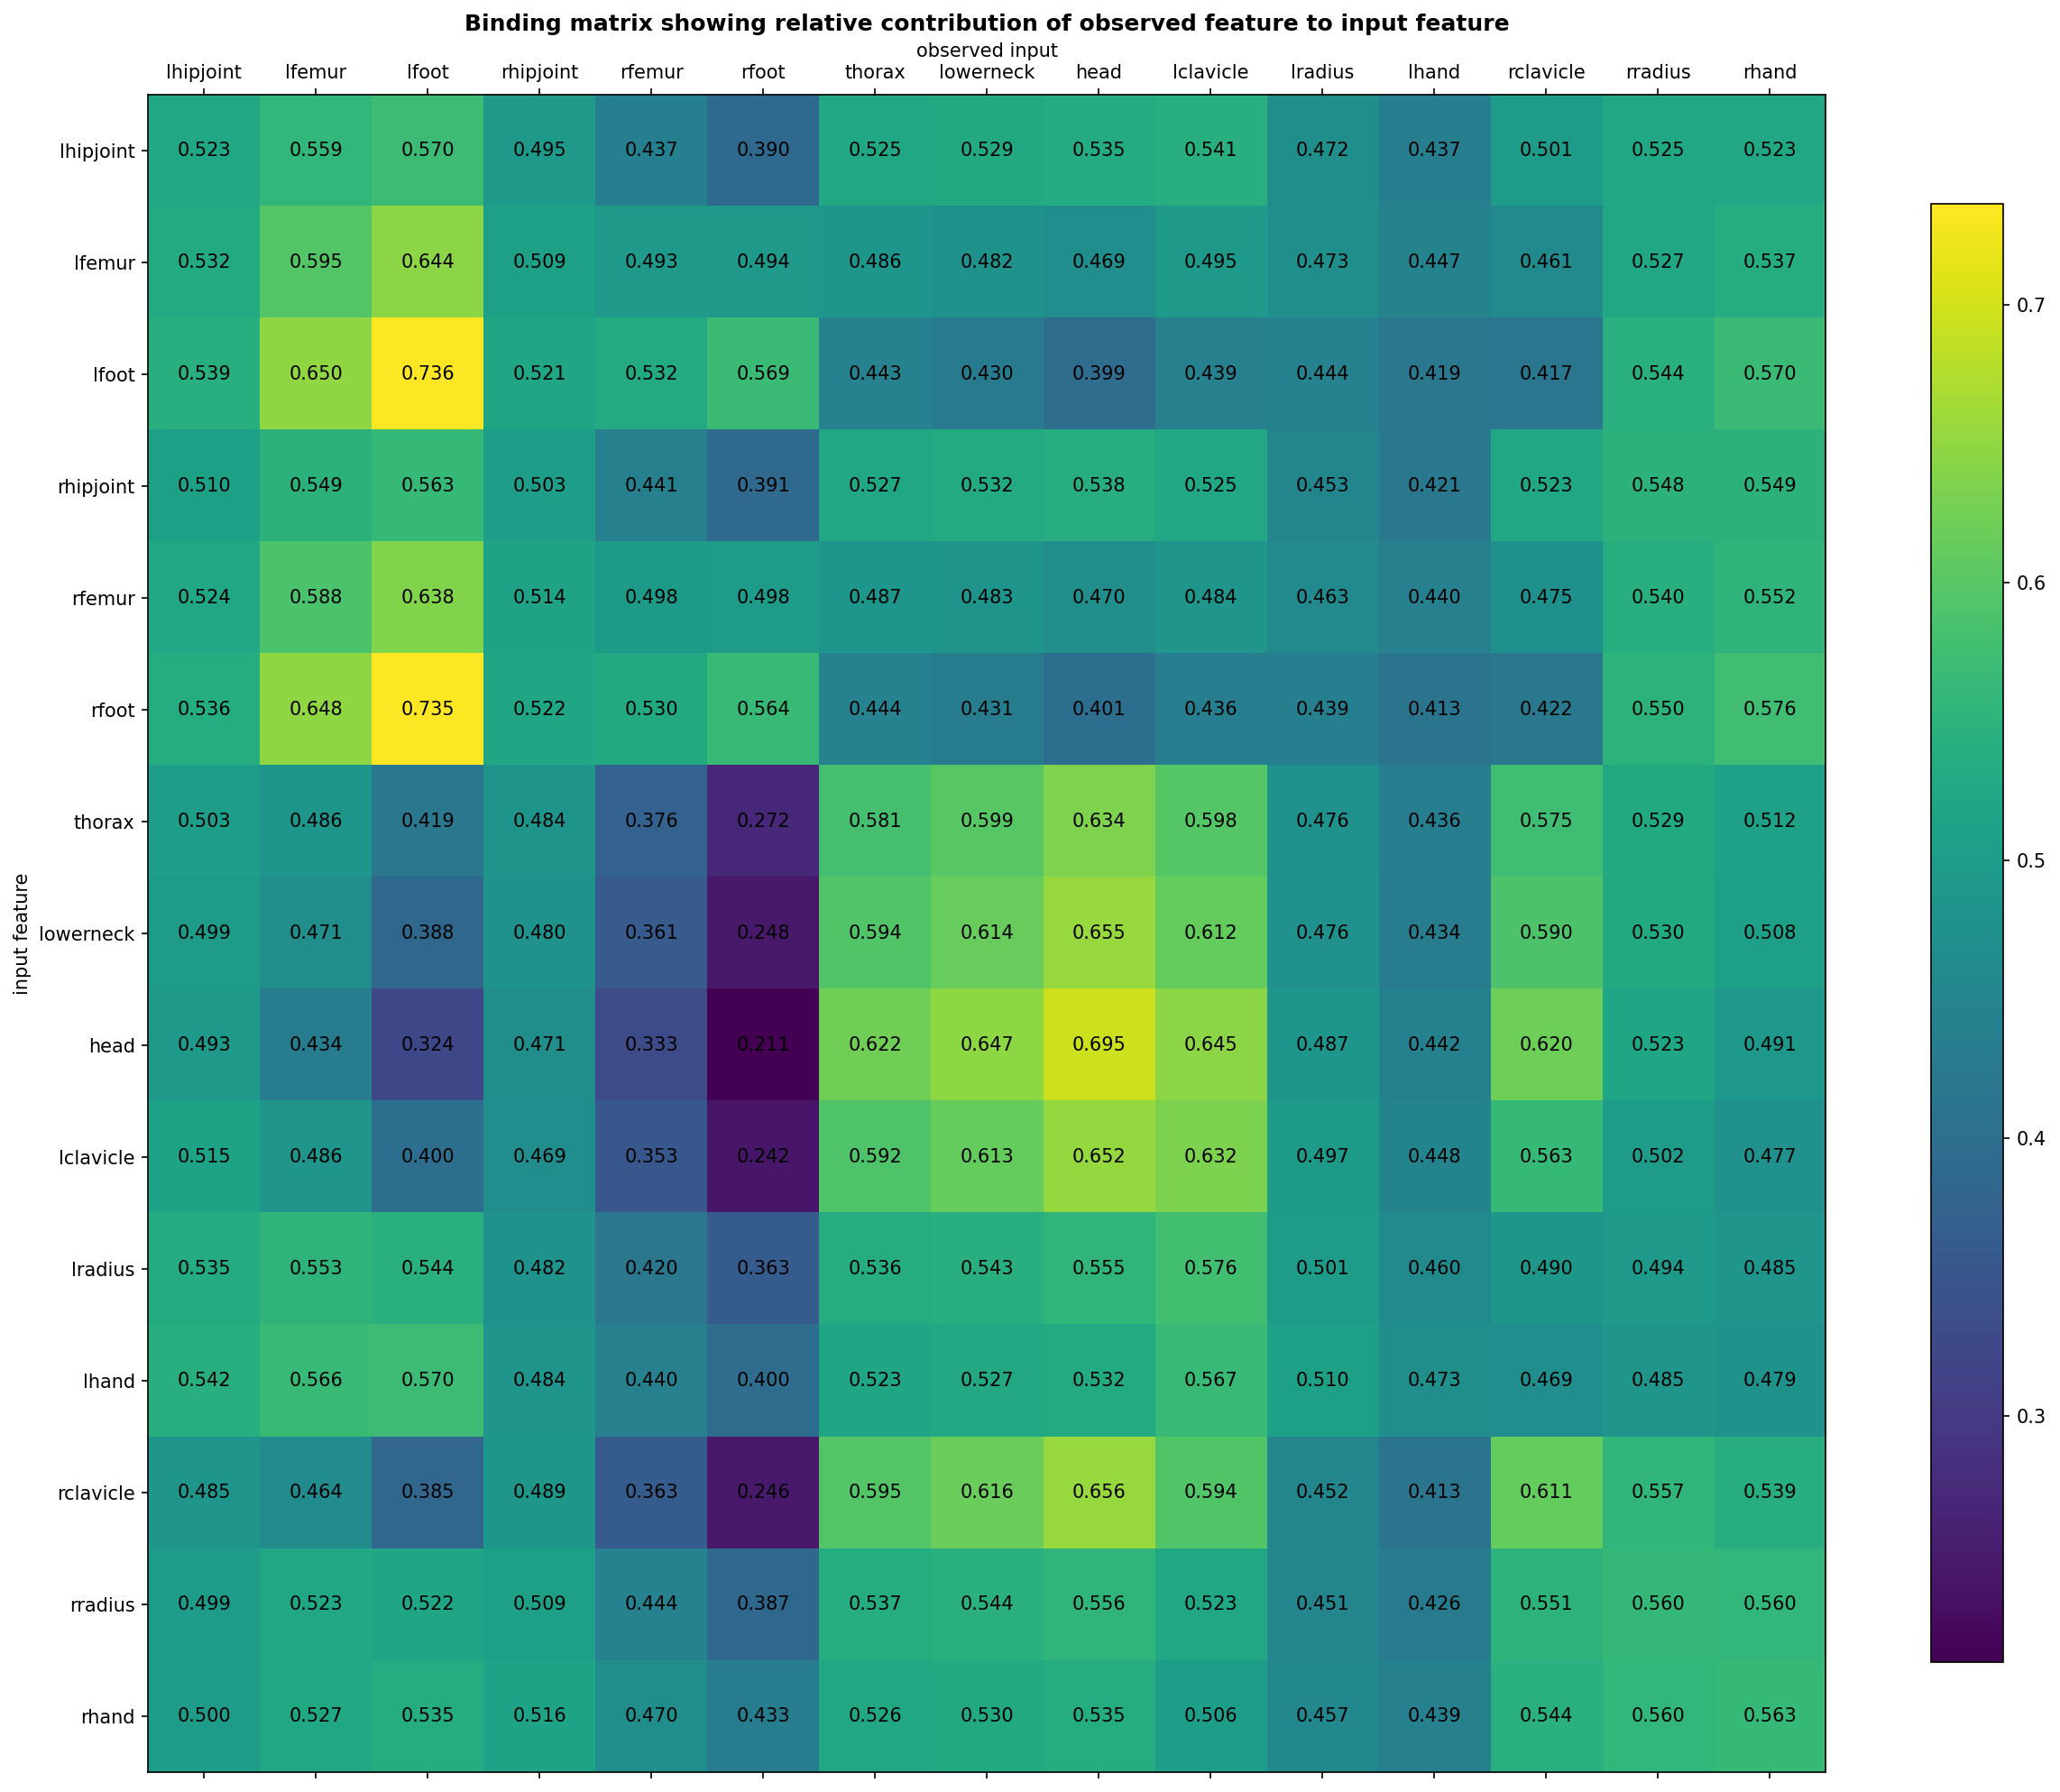 Binding matrix showing relative contribution of observed feature to input feature
observed input
lhipjoint lfemur lfoot rhipjoint rfemur rfoot thorax lowerneck head lclavicle lradius lhand rclavicle rradius rhand
lhipjoint 0.523 0.559 0.570 0.495 0.437 0.390 0.525 0.529 0.535 0.541 0.472 0.437 0.501 0.525 0.523
lfemur 0.532 0.595 0.644 0.509 0.493 0.494 0.486 0.482 0.469 0.495 0.473 0.447 0.461 0.527 0.537
lfoot 0.539 0.650 0.736 0.521 0.532 0.569 0.443 0.430 0.399 0.439 0.444 0.419 0.417 0.544 0.570
rhipjoint 0.510 0.549 0.563 0.503 0.441 0.391 0.527 0.532 0.538 0.525 0.453 0.421 0.523 0.548 0.549
rfemur 0.524 0.588 0.638 0.514 0.498 0.498 0.487 0.483 0.470 0.484 0.463 0.440 0.475 0.540 0.552
rfoot 0.536 0.648 0.735 0.522 0.530 0.564 0.444 0.431 0.401 0.436 0.439 0.413 0.422 0.550 0.576
thorax 0.503 0.486 0.419 0.484 0.376 0.272 0.581 0.599 0.634 0.598 0.476 0.436 0.575 0.529 0.512
lowerneck 0.499 0.471 0.388 0.480 0.361 0.248 0.594 0.614 0.655 0.612 0.476 0.434 0.590 0.530 0.508
head 0.493 0.434 0.324 0.471 0.333 0.211 0.622 0.647 0.695 0.645 0.487 0.442 0.620 0.523 0.491
lclavicle 0.515 0.486 0.400 0.469 0.353 0.242 0.592 0.613 0.652 0.632 0.497 0.448 0.563 0.502 0.477
lradius 0.535 0.553 0.544 0.482 0.420 0.363 0.536 0.543 0.555 0.576 0.501 0.460 0.490 0.494 0.485
lhand 0.542 0.566 0.570 0.484 0.440 0.400 0.523 0.527 0.532 0.567 0.510 0.473 0.469 0.485 0.479
rclavicle 0.485 0.464 0.385 0.489 0.363 0.246 0.595 0.616 0.656 0.594 0.452 0.413 0.611 0.557 0.539
rradius 0.499 0.523 0.522 0.509 0.444 0.387 0.537 0.544 0.556 0.523 0.451 0.426 0.551 0.560 0.560
rhand 0.500 0.527 0.535 0.516 0.470 0.433 0.526 0.530 0.535 0.506 0.457 0.439 0.544 0.560 0.563
input feature
0.7
0.6
0.5
0.4
0.3